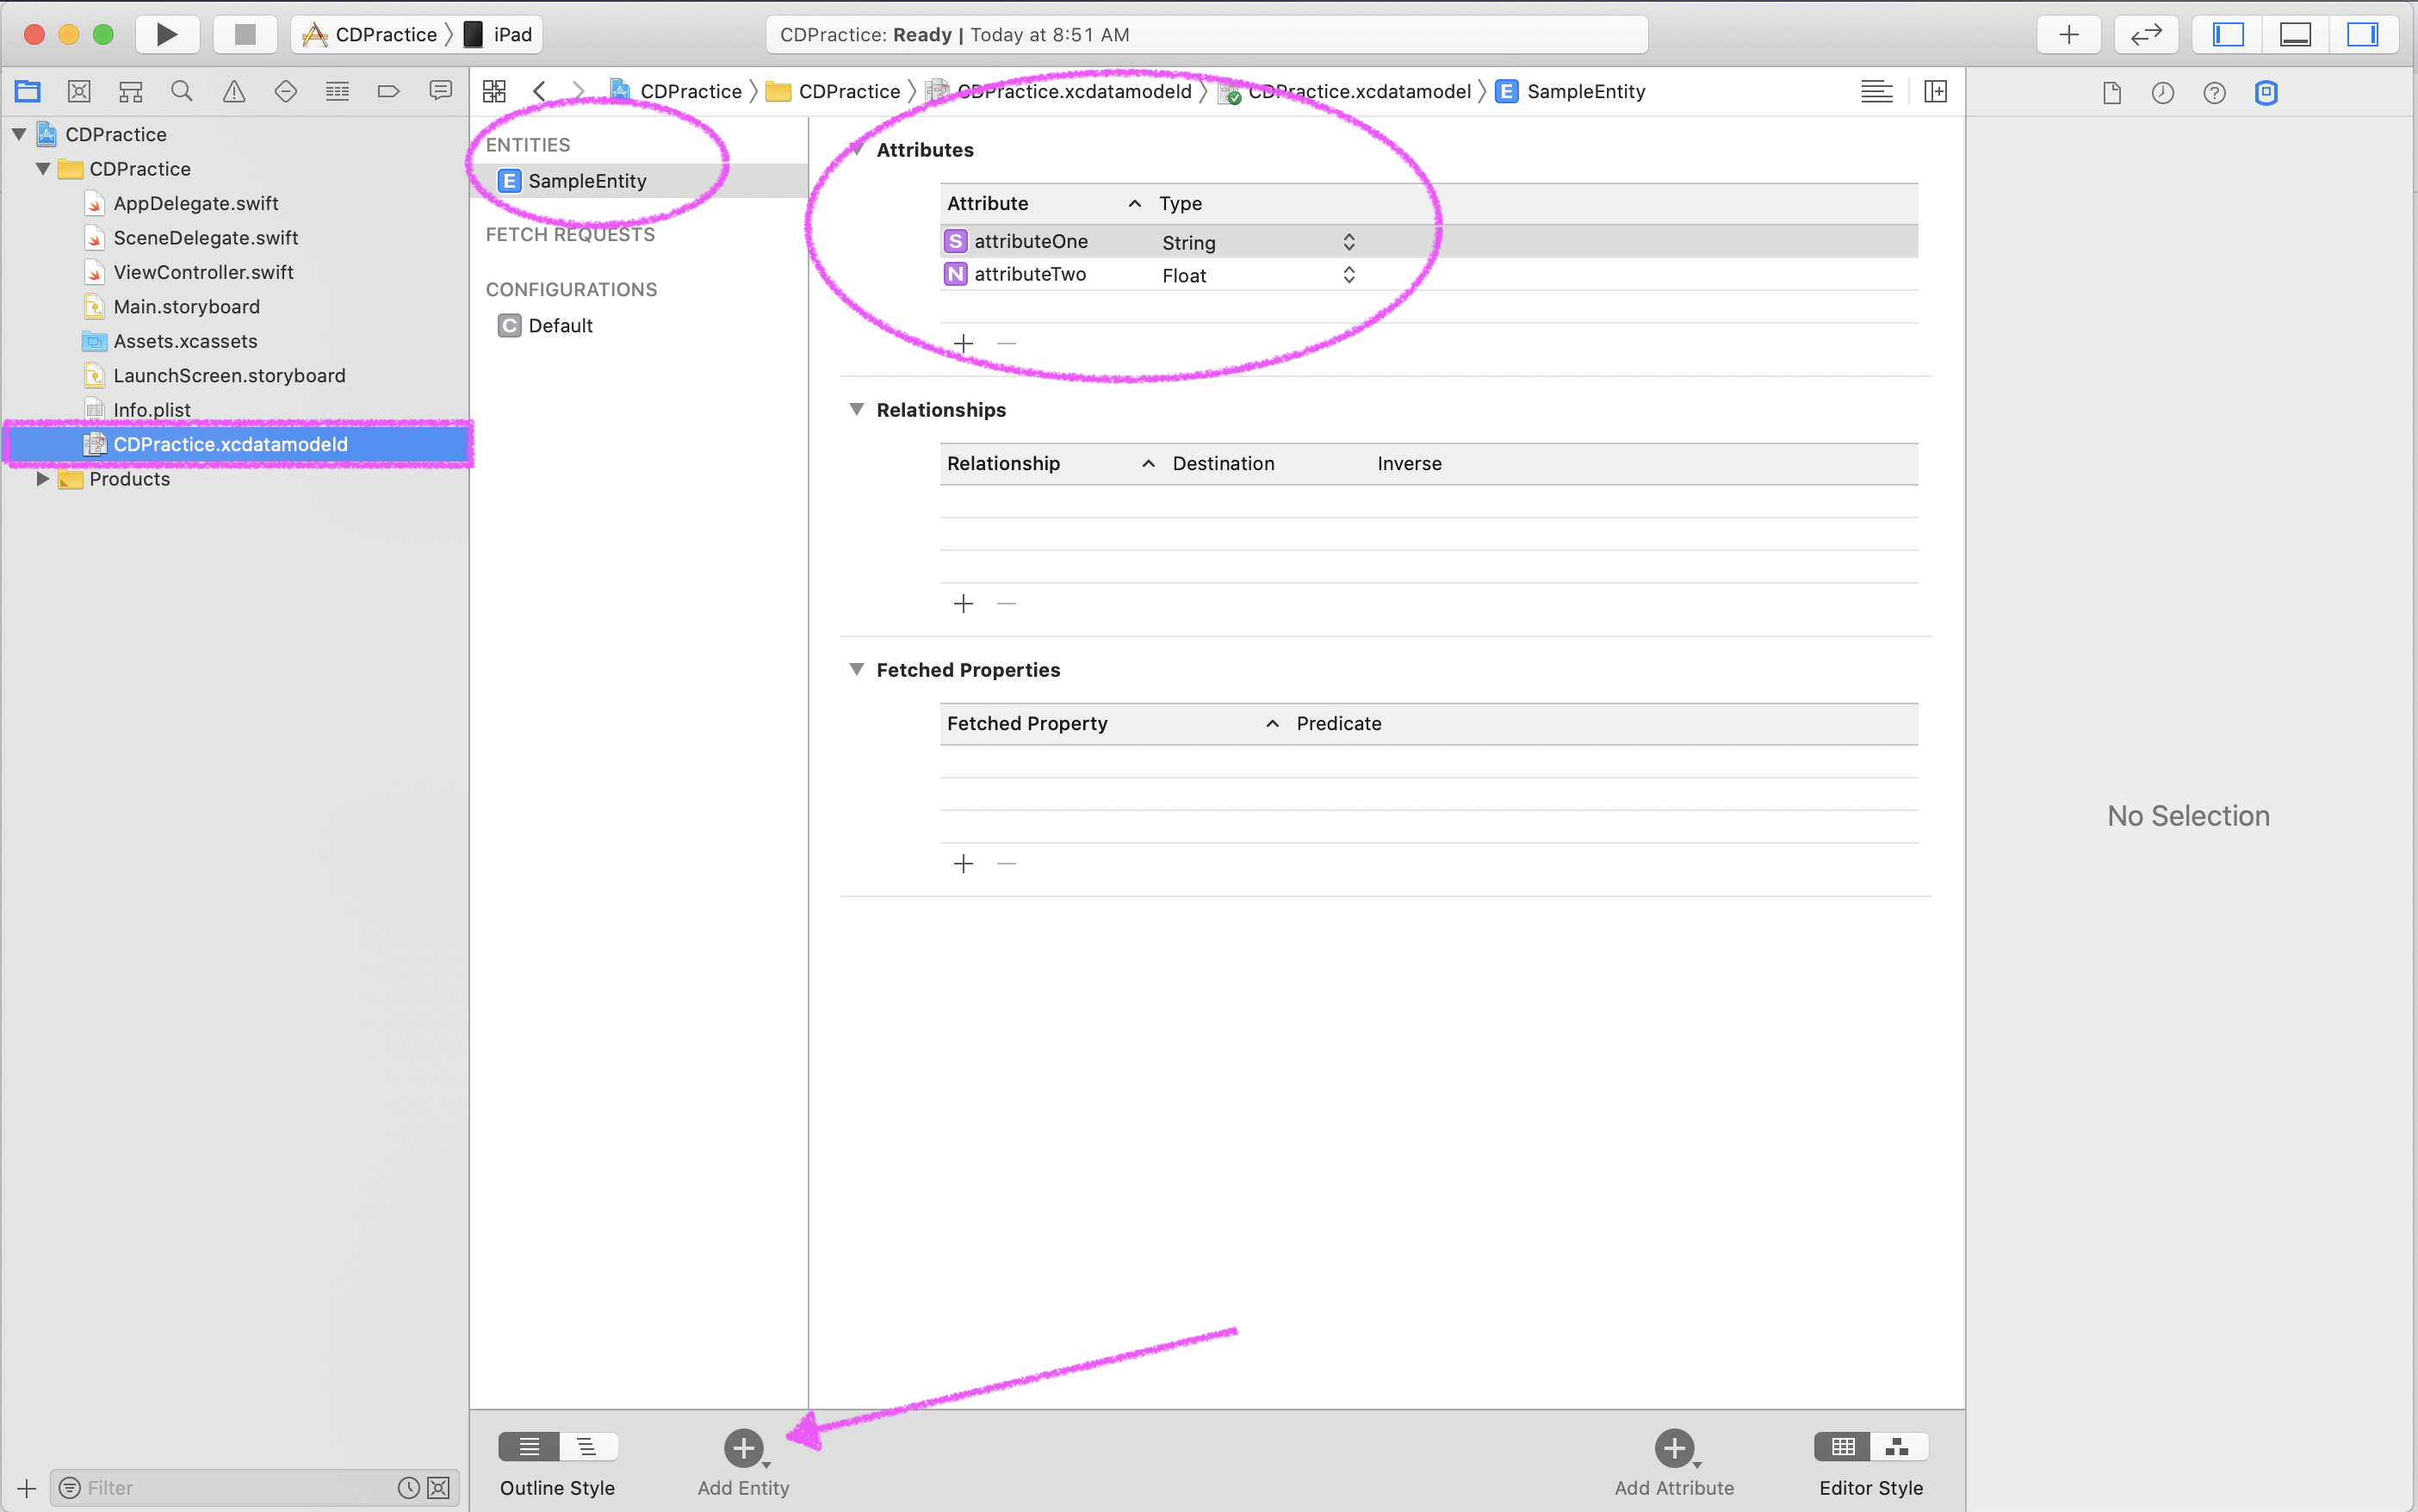 CDPractice 〉 iPad
CDPractice: Ready | Today at 8:51 AM
CDPractice 〉 CDPractice 〉 CDPractice.xcdatamodeld 〉 CDPractice.xcdatamodel 〉 E SampleEntity
CDPractice
CDPractice
AppDelegate.swift
SceneDelegate.swift
ViewController.swift
Main.storyboard
Assets.xcassets
LaunchScreen.storyboard
Info.plist
CDPractice.xcdatamodeld
Products
Filter
ENTITIES
E SampleEntity
FETCH REQUESTS
CONFIGURATIONS
C Default
Attributes
Attribute Type
S attributeOne String
N attributeTwo Float
Relationships
Relationship Destination Inverse
Fetched Properties
Fetched Property Predicate
No Selection
Outline Style Add Entity Add Attribute Editor Style